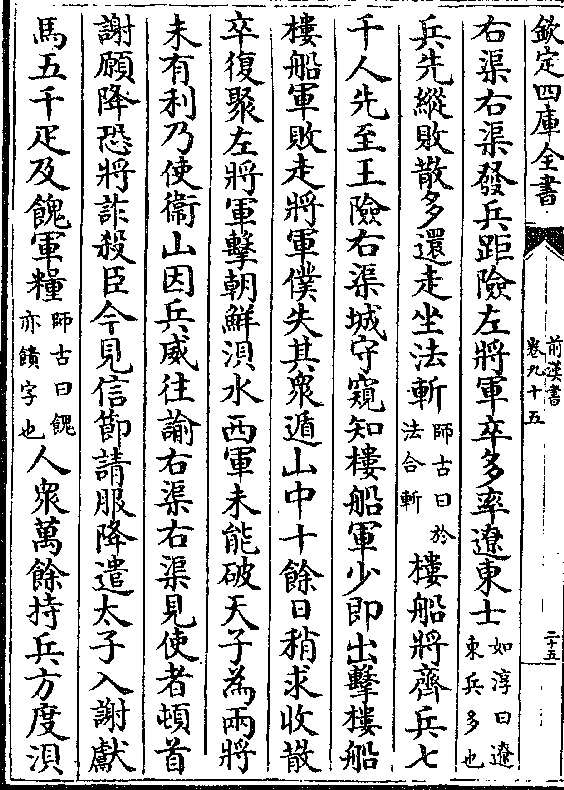 欽定四庫全書
前漢書
卷九十五
二十五
右渠右渠發兵距險左將軍卒多率遼東士如淳曰遼東兵多也
兵先縱敗散多還走坐法斬師古曰於法合斬樓船將齊兵七
千人先至王險右渠城守窺知樓船軍少即出擊樓船
樓船軍敗走將軍僕失其衆遁山中十餘日稍求收散
卒復聚左將軍擊朝鮮浿水西軍未能破天子為兩將
未有利乃使衞山因兵威往諭右渠右渠見使者頓首
謝願降恐將詐殺臣今見信節請服降遣太子入謝獻
馬五千疋及餽軍糧師古曰餽亦饋字也人衆萬餘持兵方度浿